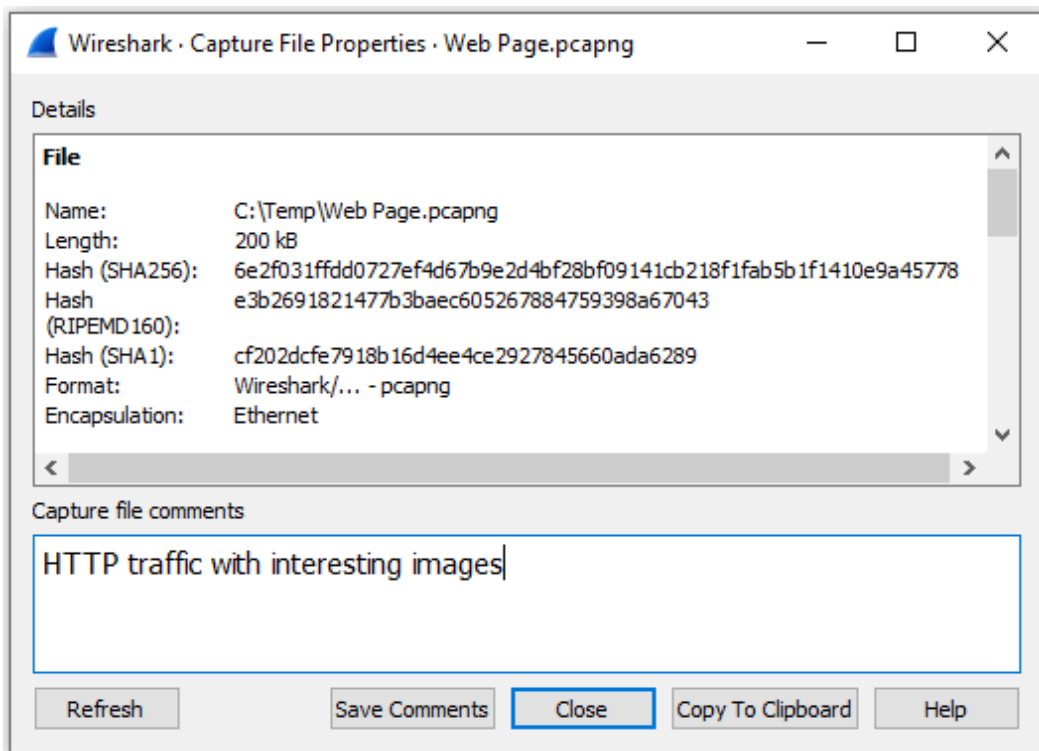 Wireshark · Capture File Properties · Web Page.pcapng
Details
File
Name: C:\Temp\Web Page.pcapng
Length: 200 kB
Hash (SHA256): 6e2f031ffdd0727ef4d67b9e2d4bf28bf09141cb218f1fab5b1f1410e9a45778
Hash e3b2691821477b3baec605267884759398a67043
(RIPEMD160):
Hash (SHA1): cf202dcfe7918b16d4ee4ce2927845660ada6289
Format: Wireshark/... - pcapng
Encapsulation: Ethernet
Capture file comments
HTTP traffic with interesting images
Refresh Save Comments Close Copy To Clipboard Help